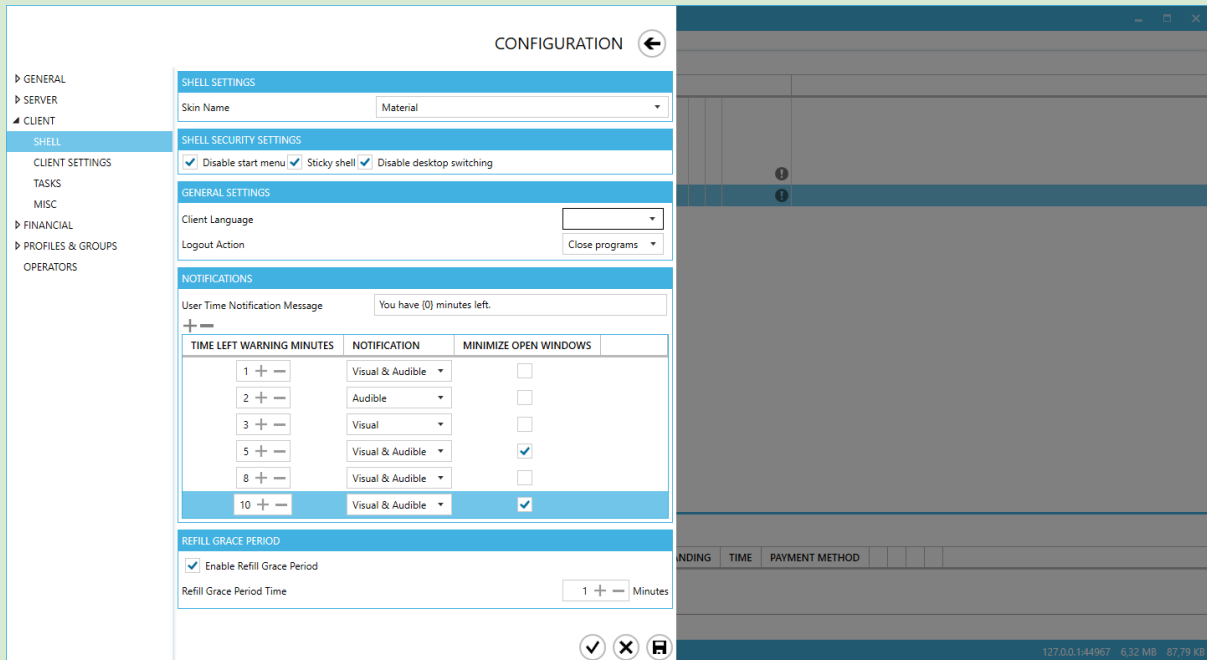 CONFIGURATION
GENERAL
SERVER
CLIENT
SHELL
CLIENT SETTINGS
TASKS
MISC
FINANCIAL
PROFILES & GROUPS
OPERATORS
SHELL SETTINGS
Skin Name Material
SHELL SECURITY SETTINGS
Disable start menu Sticky shell Disable desktop switching
GENERAL SETTINGS
Client Language
Logout Action Close programs
NOTIFICATIONS
User Time Notification Message You have {0} minutes left.
TIME LEFT WARNING MINUTES NOTIFICATION MINIMIZE OPEN WINDOWS
1 Visual & Audible
2 Audible
3 Visual
5 Visual & Audible
8 Visual & Audible
10 Visual & Audible
REFILL GRACE PERIOD
Enable Refill Grace Period
Refill Grace Period Time 1 Minutes
ANDING TIME PAYMENT METHOD
127.0.0.1:44967 6,32 MB 87,79 KB